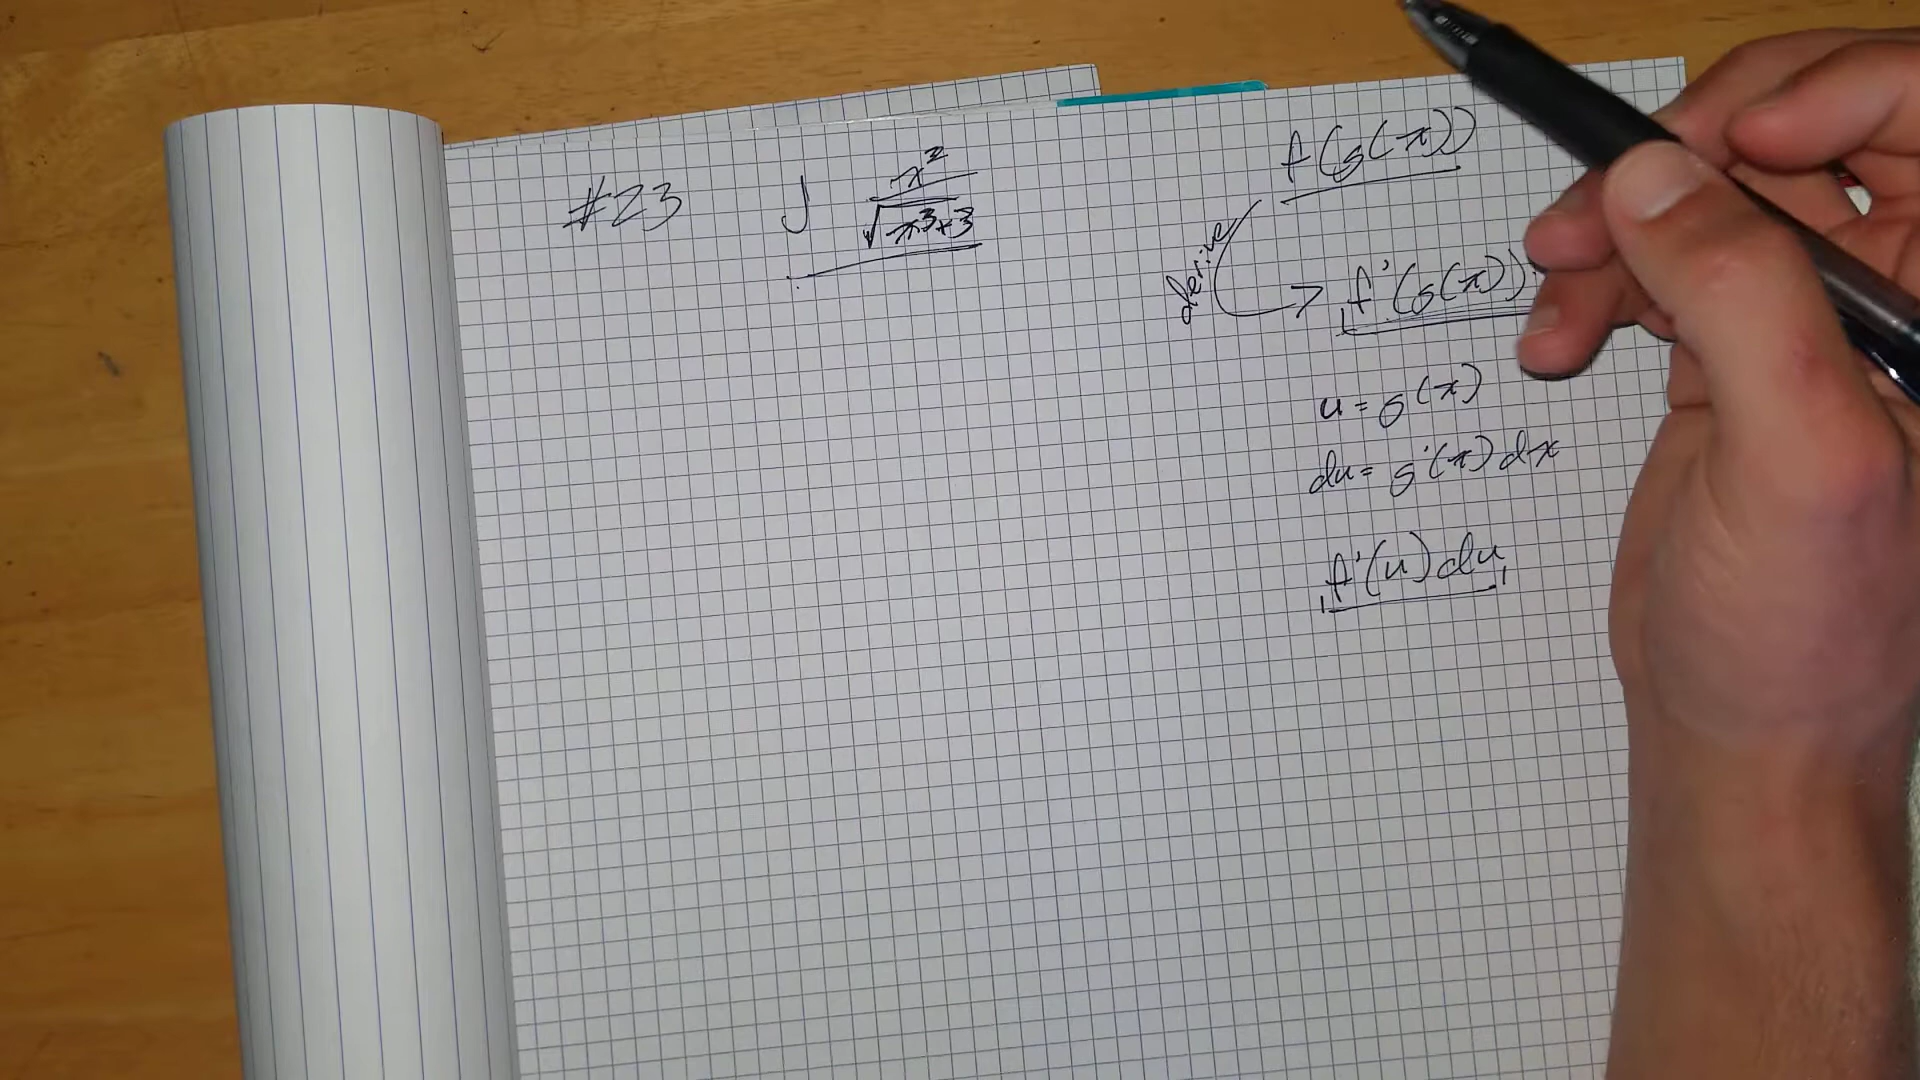 #23 ∫ x²/√(x³+3)
f(g(x))
derive
f'(g(x))
u = g(x)
du = g'(x)dx
f'(u)du